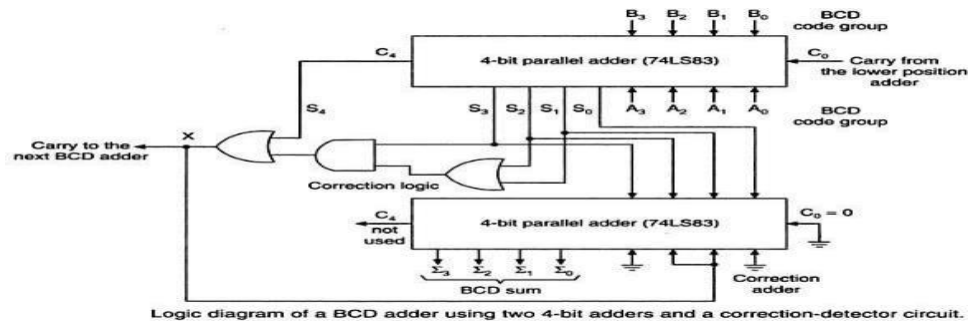 B3 B2 B1 B0 BCD code group
C4 4-bit parallel adder (74LS83) C0 Carry from the lower position adder
S4 S3 S2 S1 S0 A3 A2 A1 A0 BCD code group
X
Carry to the next BCD adder
Correction logic
C4 not used 4-bit parallel adder (74LS83) C0 = 0
Σ3 Σ2 Σ1 Σ0
BCD sum
Correction adder
Logic diagram of a BCD adder using two 4-bit adders and a correction-detector circuit.